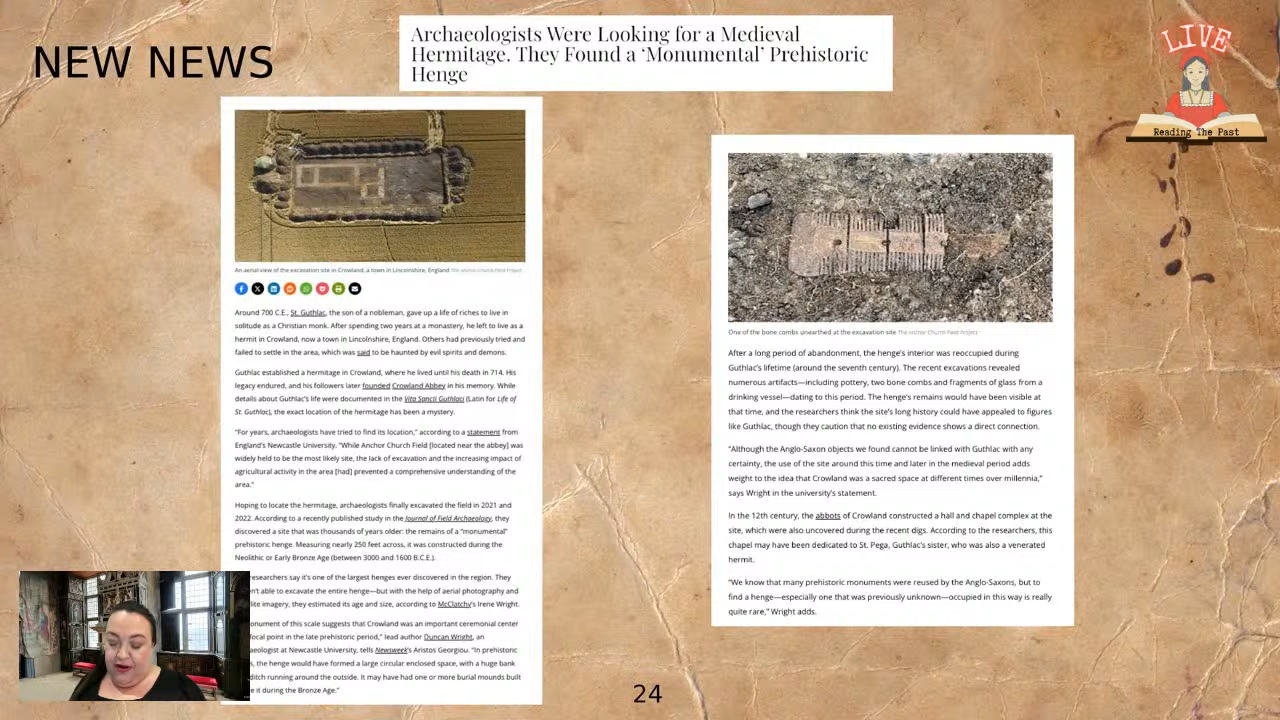 NEW NEWS
Archaeologists Were Looking for a Medieval
Hermitage. They Found a ‘Monumental’ Prehistoric
Henge
LIVE
Reading The Past
An aerial view of the excavation site in Crowland, a town in Lincolnshire, England The Anchor Church Field Project
Around 700 C.E., St. Guthlac, the son of a nobleman, gave up a life of riches to live in
solitude as a Christian monk. After spending two years at a monastery, he left to live as a
hermit in Crowland, now a town in Lincolnshire, England. Others had previously tried and
failed to settle in the area, which was said to be haunted by evil spirits and demons.
Guthlac established a hermitage in Crowland, where he lived until his death in 714. His
legacy endured, and his followers later founded Crowland Abbey in his memory. While
details about Guthlac’s life were documented in the Vita Sancti Guthlaci (Latin for Life of
St. Guthlac), the exact location of the hermitage has been a mystery.
“For years, archaeologists have tried to find its location,” according to a statement from
England’s Newcastle University. “While Anchor Church Field [located near the abbey] was
widely held to be the most likely site, the lack of excavation and the increasing impact of
agricultural activity in the area [had] prevented a comprehensive understanding of the
area.”
Hoping to locate the hermitage, archaeologists finally excavated the field in 2021 and
2022. According to a recently published study in the Journal of Field Archaeology, they
discovered a site that was thousands of years older: the remains of a “monumental”
prehistoric henge. Measuring nearly 250 feet across, it was constructed during the
Neolithic or Early Bronze Age (between 3000 and 1600 B.C.E.).
researchers say it’s one of the largest henges ever discovered in the region. They
n’t able to excavate the entire henge—but with the help of aerial photography and
lite imagery, they estimated its age and size, according to McClatchy’s Irene Wright.
onument of this scale suggests that Crowland was an important ceremonial center
focal point in the late prehistoric period,” lead author Duncan Wright, an
aeologist at Newcastle University, tells Newsweek’s Aristos Georgiou. “In prehistoric
s, the henge would have formed a large circular enclosed space, with a huge bank
ditch running around the outside. It may have had one or more burial mounds built
e it during the Bronze Age.”
One of the bone combs unearthed at the excavation site The Anchor Church Field Project
After a long period of abandonment, the henge’s interior was reoccupied during
Guthlac’s lifetime (around the seventh century). The recent excavations revealed
numerous artifacts—including pottery, two bone combs and fragments of glass from a
drinking vessel—dating to this period. The henge’s remains would have been visible at
that time, and the researchers think the site’s long history could have appealed to figures
like Guthlac, though they caution that no existing evidence shows a direct connection.
“Although the Anglo-Saxon objects we found cannot be linked with Guthlac with any
certainty, the use of the site around this time and later in the medieval period adds
weight to the idea that Crowland was a sacred space at different times over millennia,”
says Wright in the university’s statement.
In the 12th century, the abbots of Crowland constructed a hall and chapel complex at the
site, which were also uncovered during the recent digs. According to the researchers, this
chapel may have been dedicated to St. Pega, Guthlac’s sister, who was also a venerated
hermit.
“We know that many prehistoric monuments were reused by the Anglo-Saxons, but to
find a henge—especially one that was previously unknown—occupied in this way is really
quite rare,” Wright adds.
24